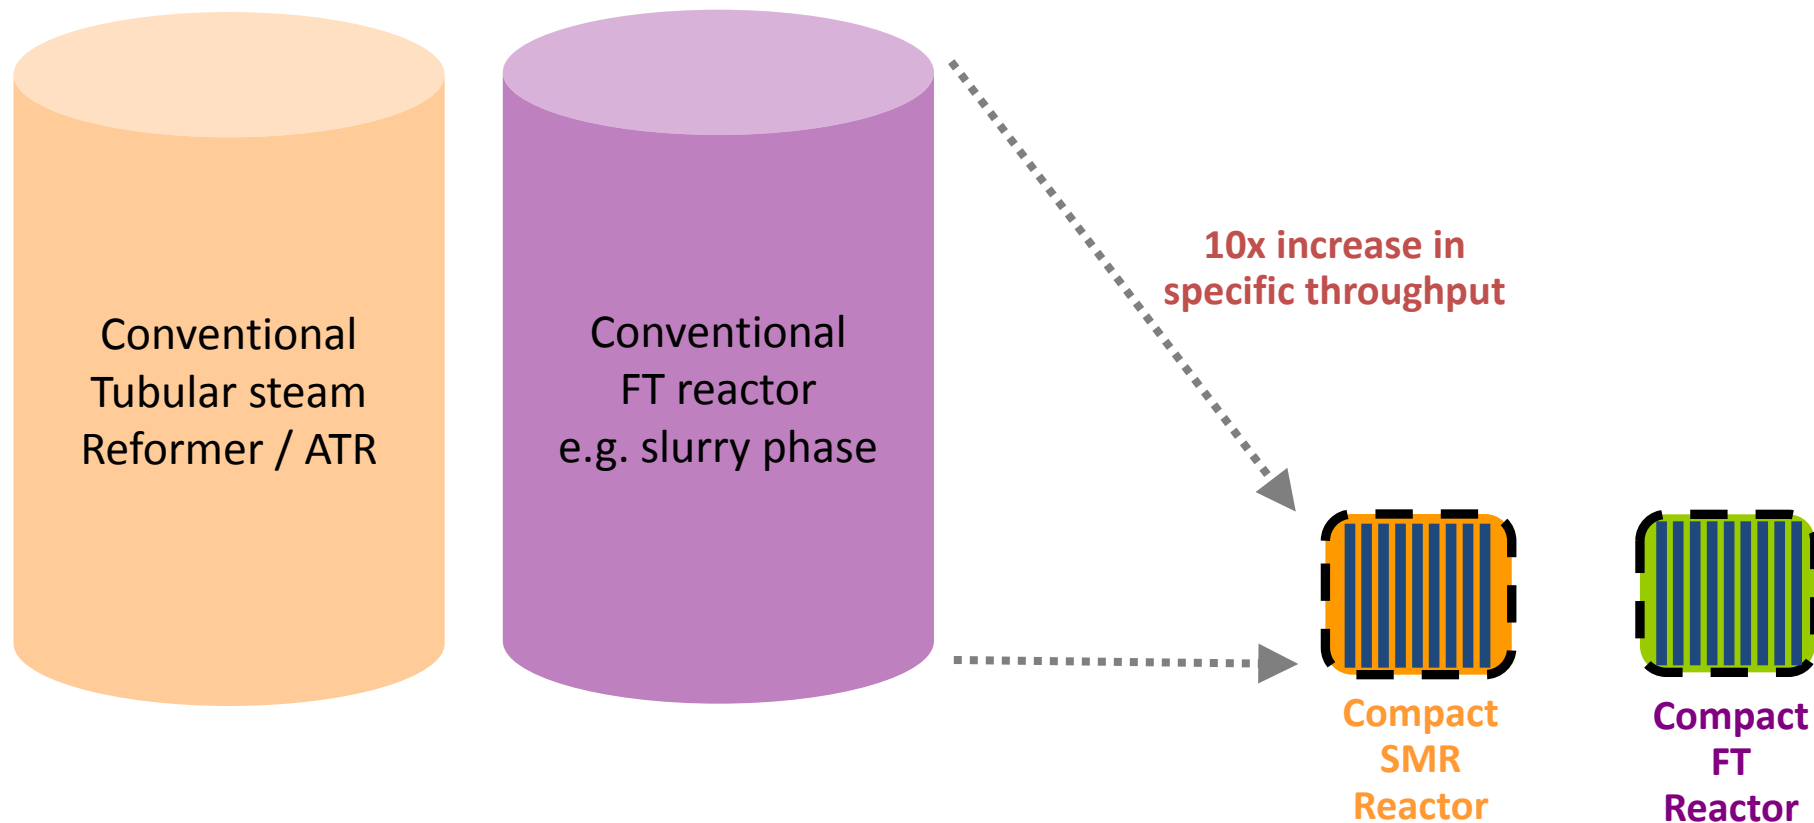 Conventional
Tubular steam
Reformer / ATR
Conventional
FT reactor
e.g. slurry phase
10x increase in
specific throughput
Compact
SMR
Reactor
Compact
FT
Reactor